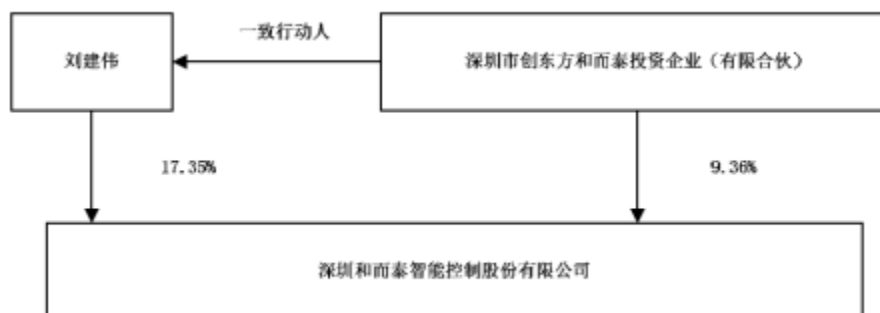 一致行动人
刘建伟
深圳市创东方和而泰投资企业（有限合伙）
17.35%
9.36%
深圳和而泰智能控制股份有限公司